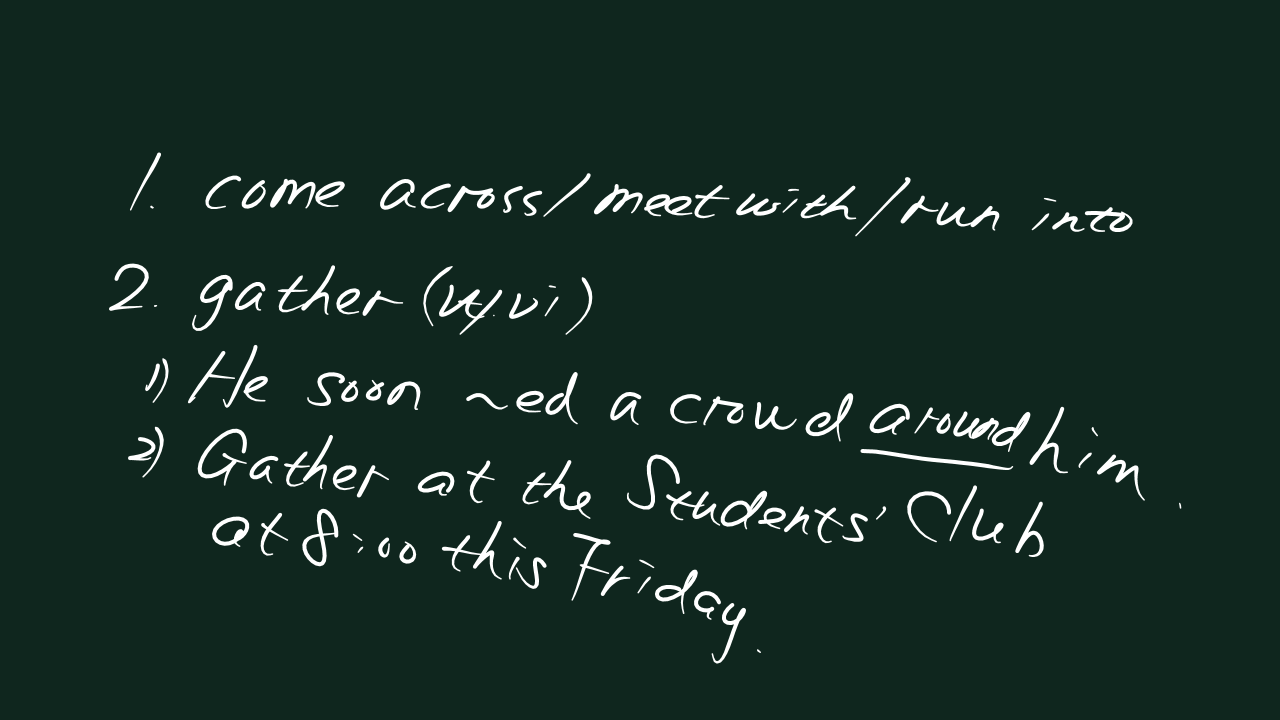 1. come across/meet with/run into
2. gather (vt/vi)
1) He soon ~ed a crowd around him.
2) Gather at the Students' Club
at 8:00 this Friday.